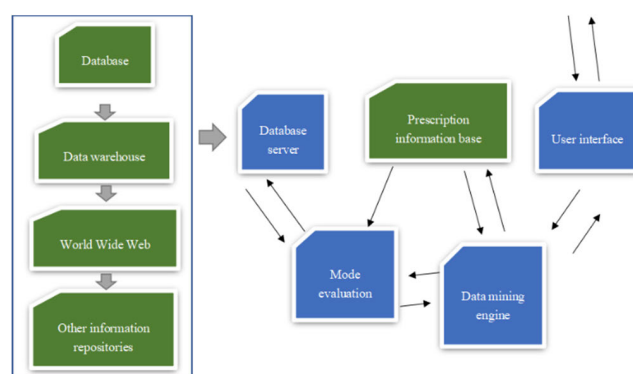 Database
Data warehouse
World Wide Web
Other information
repositories
Database
server
Prescription
information base
User interface
Mode
evaluation
Data mining
engine